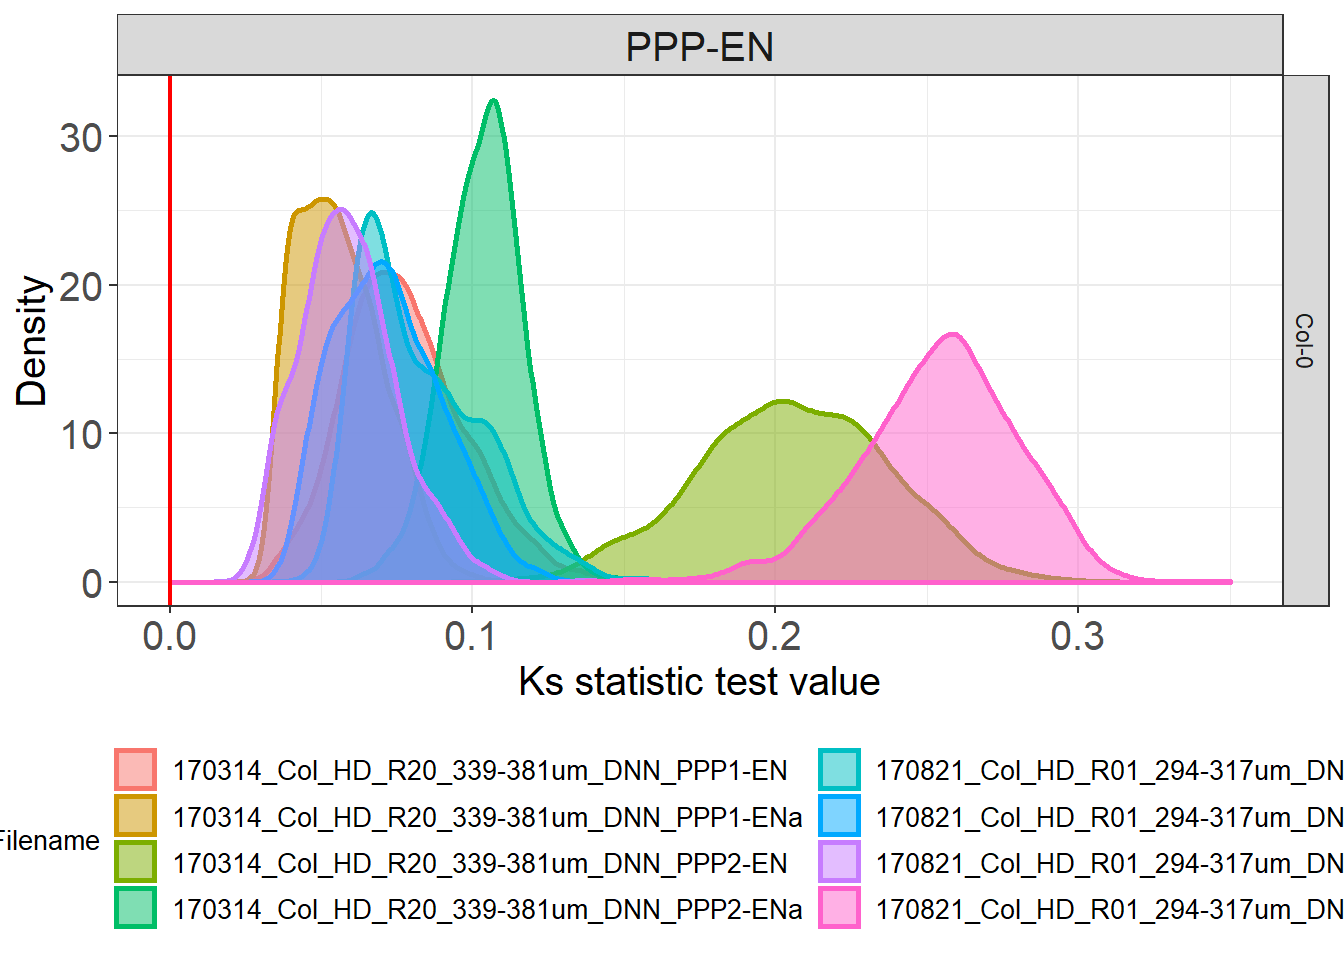 PPP-EN
Col-0
Density
30
20
10
0
0.0 0.1 0.2 0.3
Ks statistic test value
Filename
170314_Col_HD_R20_339-381um_DNN_PPP1-EN
170314_Col_HD_R20_339-381um_DNN_PPP1-ENa
170314_Col_HD_R20_339-381um_DNN_PPP2-EN
170314_Col_HD_R20_339-381um_DNN_PPP2-ENa
170821_Col_HD_R01_294-317um_DN
170821_Col_HD_R01_294-317um_DN
170821_Col_HD_R01_294-317um_DN
170821_Col_HD_R01_294-317um_DN